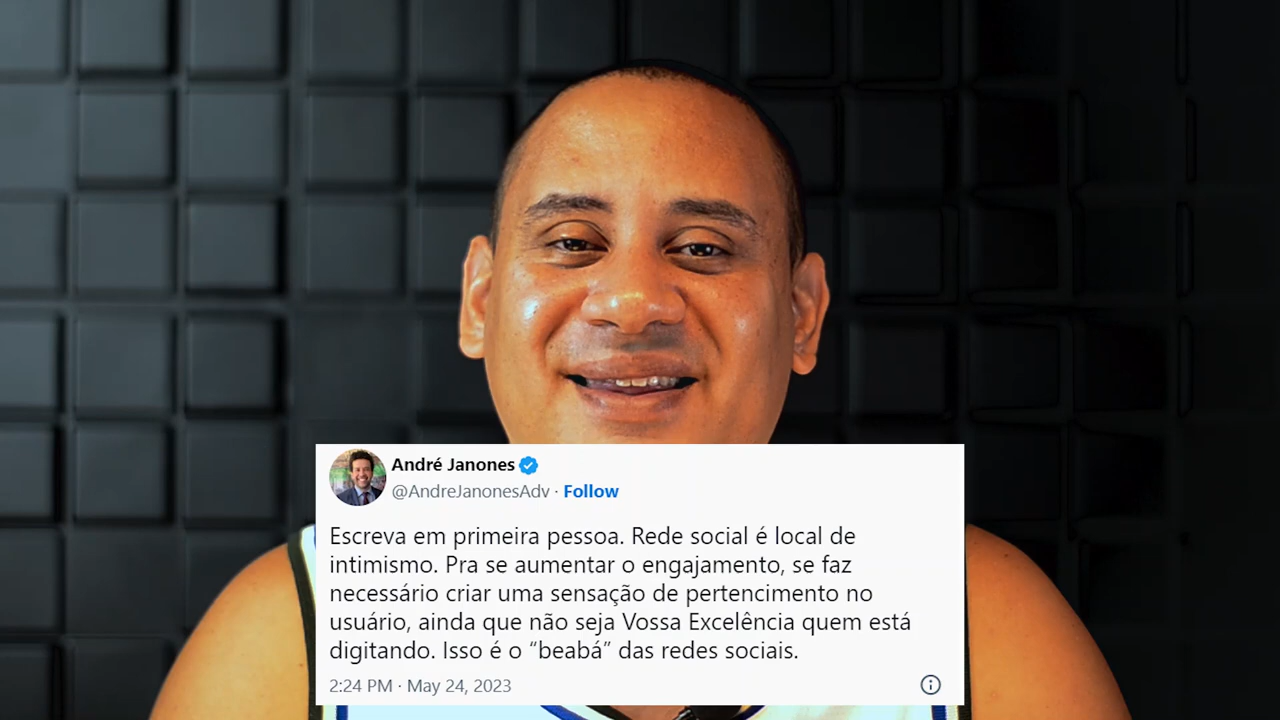 André Janones
@AndreJanonesAdv · Follow
Escreva em primeira pessoa. Rede social é local de
intimismo. Pra se aumentar o engajamento, se faz
necessário criar uma sensação de pertencimento no
usuário, ainda que não seja Vossa Excelência quem está
digitando. Isso é o “beabá” das redes sociais.
2:24 PM · May 24, 2023